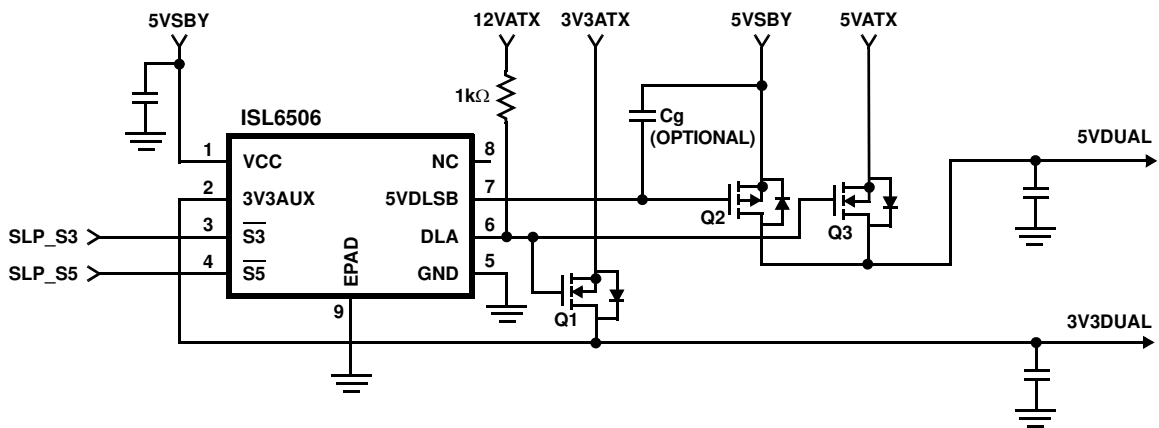 5VSBY
12VATX
3V3ATX
5VSBY
5VATX
1kΩ
ISL6506
Cg
(OPTIONAL)
5VDUAL
1
VCC
NC
8
2
3V3AUX
5VDLSB
7
Q2
Q3
SLP_S3
3
S3
DLA
6
SLP_S5
4
S5
EPAD
GND
5
9
Q1
3V3DUAL